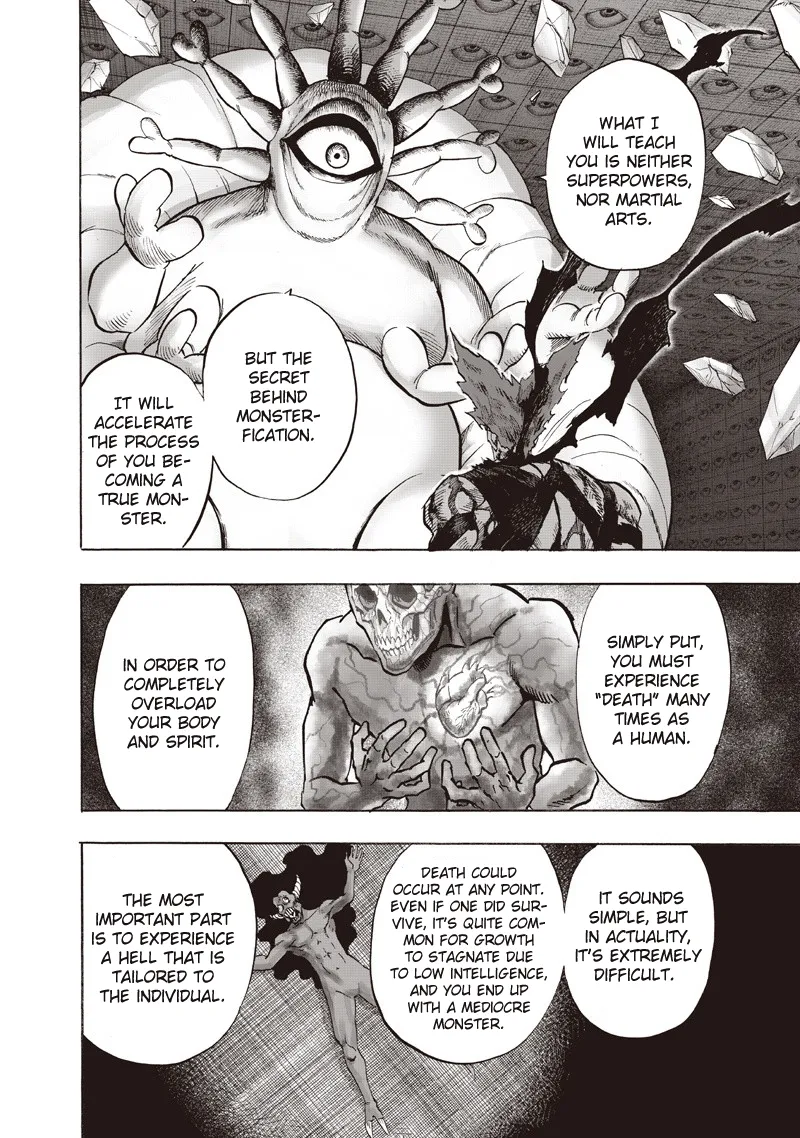 WHAT I
WILL TEACH
YOU IS NEITHER
SUPERPOWERS,
NOR MARTIAL
ARTS.
BUT THE
SECRET
BEHIND
MONSTER-
FICATION.
IT WILL
ACCELERATE
THE PROCESS
OF YOU BE-
COMING A
TRUE MON-
STER.
SIMPLY PUT,
YOU MUST
EXPERIENCE
“DEATH” MANY
TIMES AS
A HUMAN.
IN ORDER TO
COMPLETELY
OVERLOAD
YOUR BODY
AND SPIRIT.
IT SOUNDS
SIMPLE, BUT
IN ACTUALITY,
IT'S EXTREMELY
DIFFICULT.
DEATH COULD
OCCUR AT ANY POINT.
EVEN IF ONE DID SUR-
VIVE, IT'S QUITE COM-
MON FOR GROWTH
TO STAGNATE DUE
TO LOW INTELLIGENCE,
AND YOU END UP
WITH A MEDIOCRE
MONSTER.
THE MOST
IMPORTANT PART
IS TO EXPERIENCE
A HELL THAT IS
TAILORED TO
THE INDIVIDUAL.